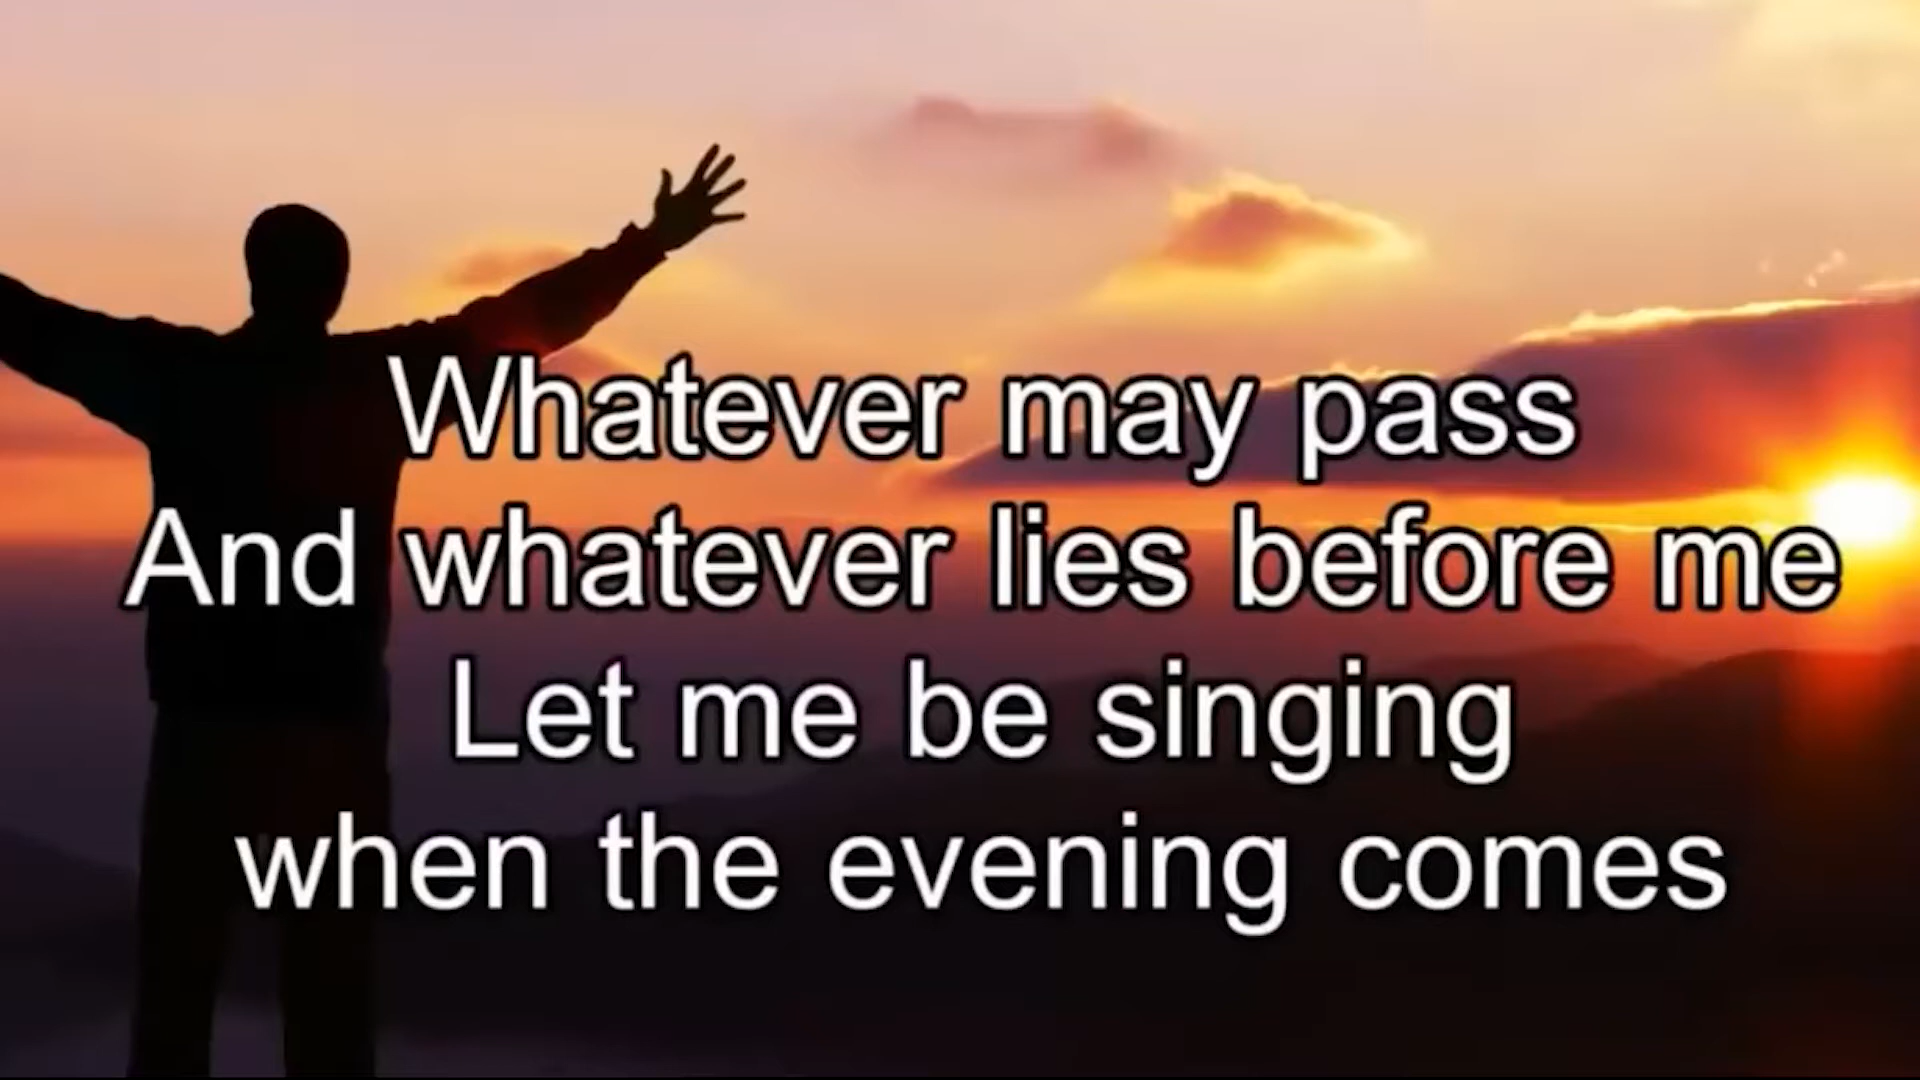 Whatever may pass
And whatever lies before me
Let me be singing
when the evening comes